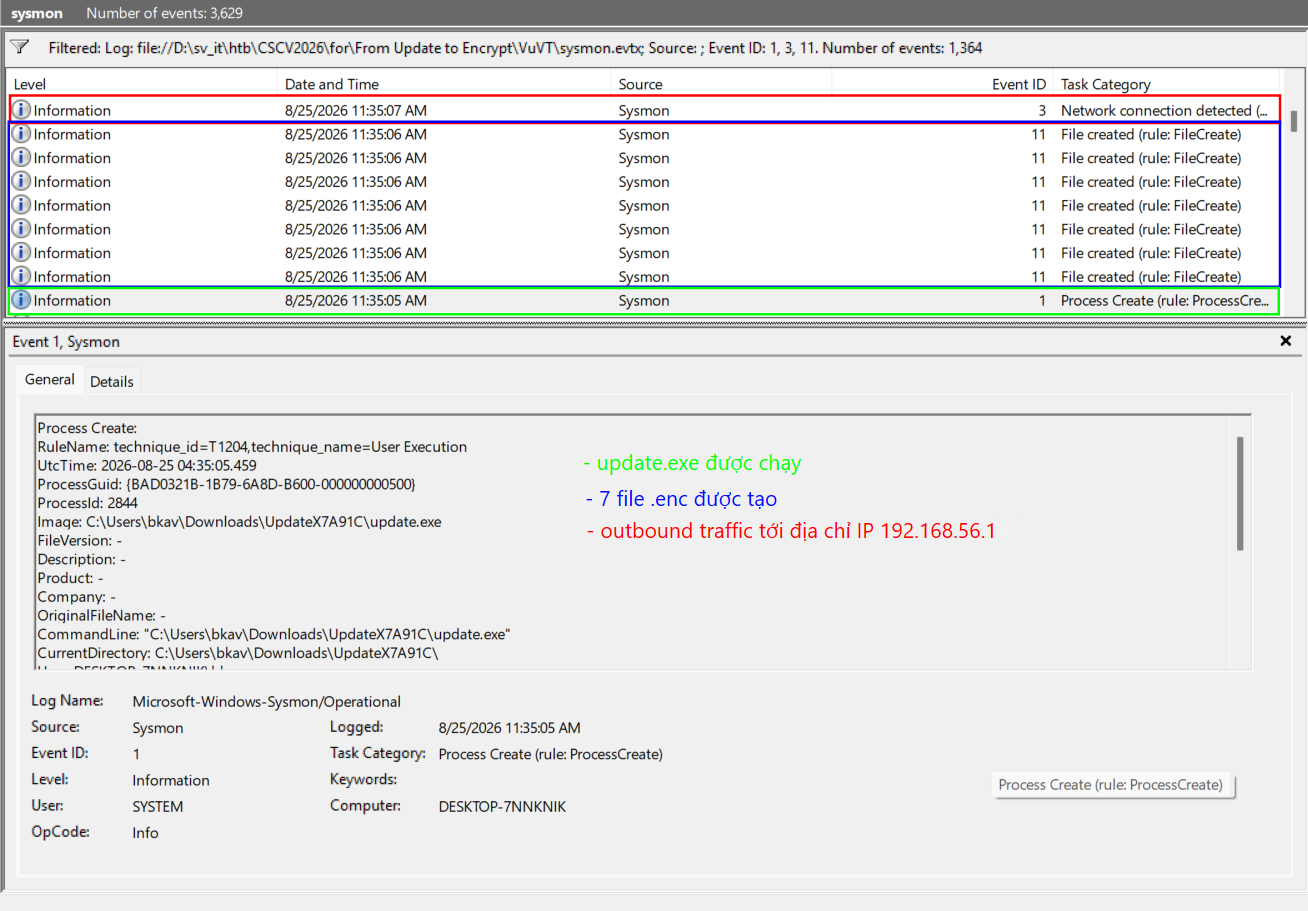 sysmon Number of events: 3,629
Filtered: Log: file://D:\sv_it\htb\CSCV2026\for\From Update to Encrypt\VuVT\sysmon.evtx; Source: ; Event ID: 1, 3, 11. Number of events: 1,364
Level Date and Time Source Event ID Task Category
Information 8/25/2026 11:35:07 AM Sysmon 3 Network connection detected (...
Information 8/25/2026 11:35:06 AM Sysmon 11 File created (rule: FileCreate)
Information 8/25/2026 11:35:06 AM Sysmon 11 File created (rule: FileCreate)
Information 8/25/2026 11:35:06 AM Sysmon 11 File created (rule: FileCreate)
Information 8/25/2026 11:35:06 AM Sysmon 11 File created (rule: FileCreate)
Information 8/25/2026 11:35:06 AM Sysmon 11 File created (rule: FileCreate)
Information 8/25/2026 11:35:06 AM Sysmon 11 File created (rule: FileCreate)
Information 8/25/2026 11:35:06 AM Sysmon 11 File created (rule: FileCreate)
Information 8/25/2026 11:35:05 AM Sysmon 1 Process Create (rule: ProcessCre...
Event 1, Sysmon
General Details
Process Create:
RuleName: technique_id=T1204,technique_name=User Execution
UtcTime: 2026-08-25 04:35:05.459
ProcessGuid: {BAD0321B-1B79-6A8D-B600-000000000500}
ProcessId: 2844
Image: C:\Users\bkav\Downloads\UpdateX7A91C\update.exe
FileVersion: -
Description: -
Product: -
Company: -
OriginalFileName: -
CommandLine: "C:\Users\bkav\Downloads\UpdateX7A91C\update.exe"
CurrentDirectory: C:\Users\bkav\Downloads\UpdateX7A91C\
- update.exe được chạy
- 7 file .enc được tạo
- outbound traffic tới địa chỉ IP 192.168.56.1
Log Name: Microsoft-Windows-Sysmon/Operational
Source: Sysmon Logged: 8/25/2026 11:35:05 AM
Event ID: 1 Task Category: Process Create (rule: ProcessCreate)
Level: Information Keywords:
User: SYSTEM Computer: DESKTOP-7NNKNIK
OpCode: Info
Process Create (rule: ProcessCreate)